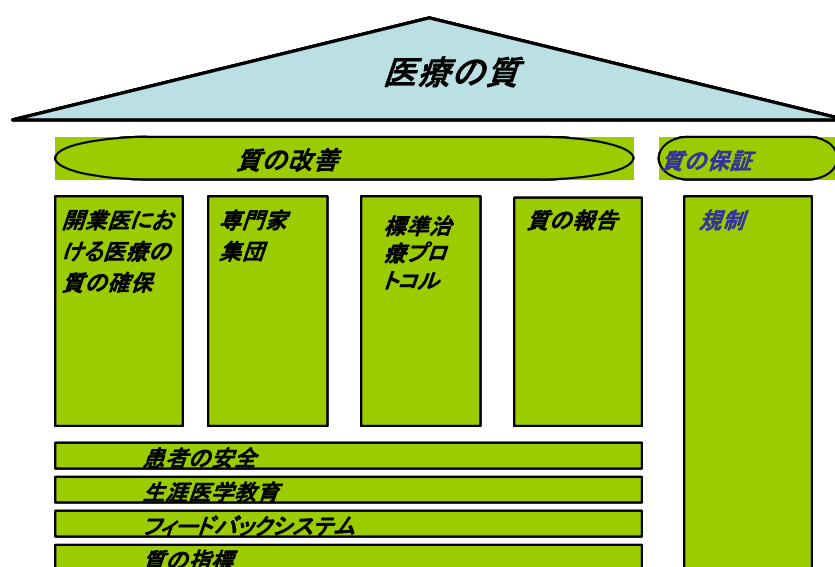 医療の質
質の改善
質の保証
開業医にお
ける医療の
質の確保
専門家
集団
標準治
療プロ
トコル
質の報告
規制
患者の安全
生涯医学教育
フィードバックシステム
質の指標